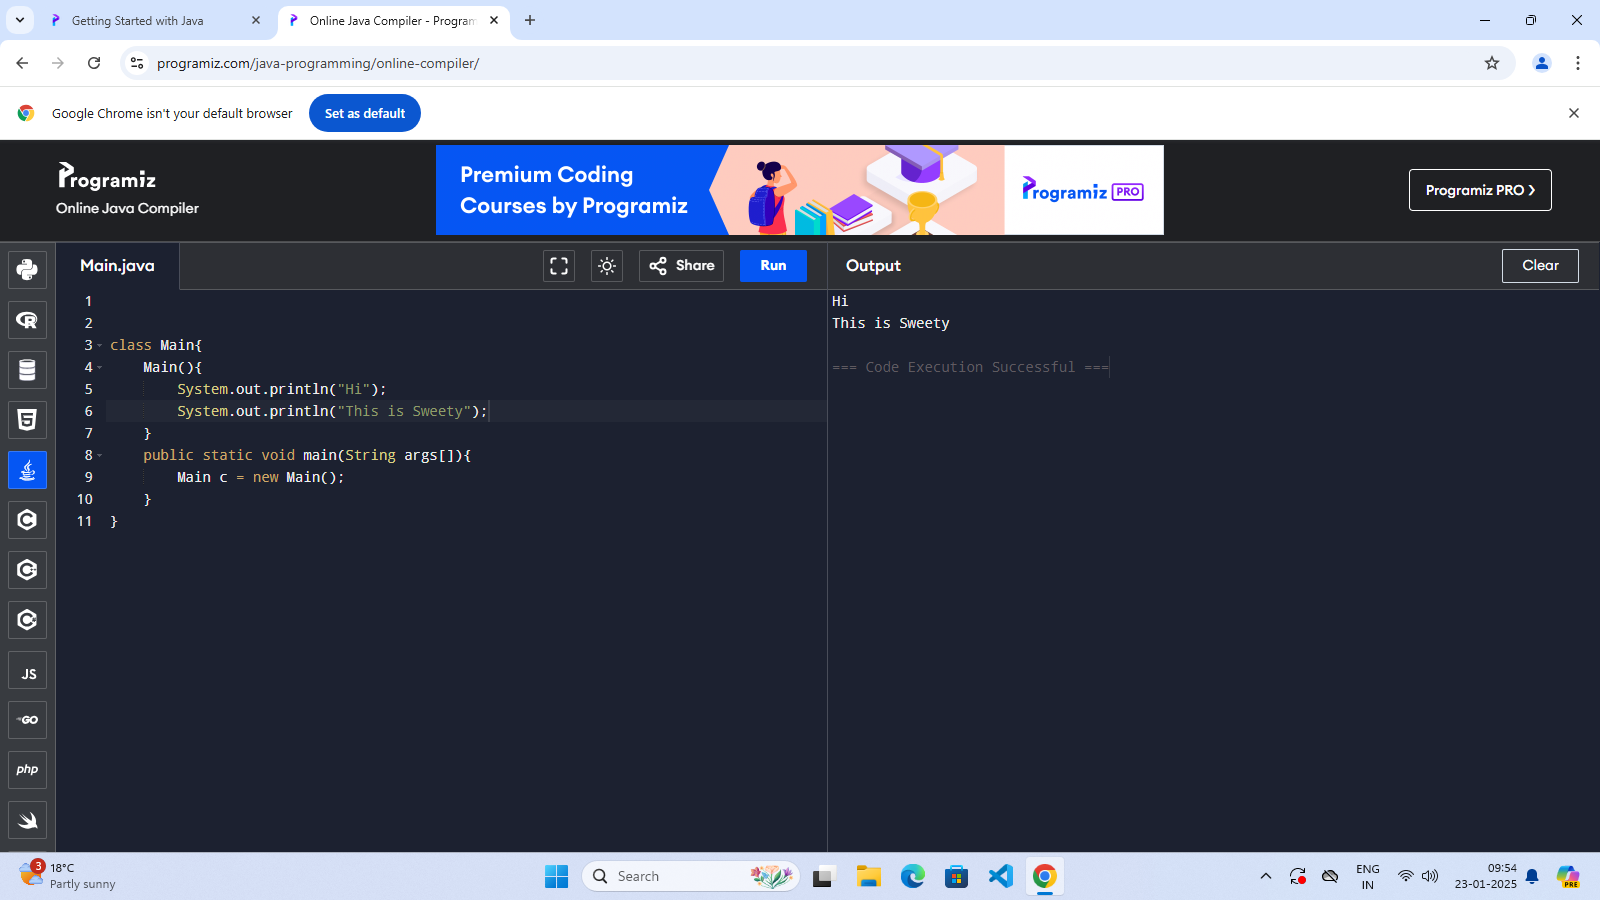 Getting Started with Java
Online Java Compiler - Program
programiz.com/java-programming/online-compiler/
Google Chrome isn't your default browser
Set as default
Programiz
Online Java Compiler
Premium Coding
Courses by Programiz
Programiz PRO
Programiz PRO ❯
Main.java
Share
Run
Output
Clear
1
2
3 class Main{
4 Main(){
5 System.out.println("Hi");
6 System.out.println("This is Sweety");
7 }
8 public static void main(String args[]){
9 Main c = new Main();
10 }
11 }
Hi
This is Sweety
=== Code Execution Successful ===
R
5
C
C
C
JS
GO
php
3
18°C
Partly sunny
Search
ENG
IN
09:54
23-01-2025
PRE